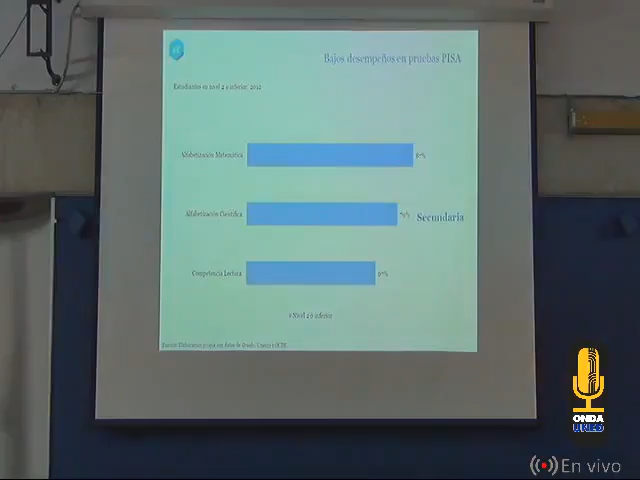 Bajos desempeños en pruebas PISA
Estudiantes en nivel 2 o inferior. 2012
Alfabetización Matemática
Alfabetización Científica
Secundaria
Competencia Lectora
Nivel 2 o inferior
ONDA
UNED
En vivo